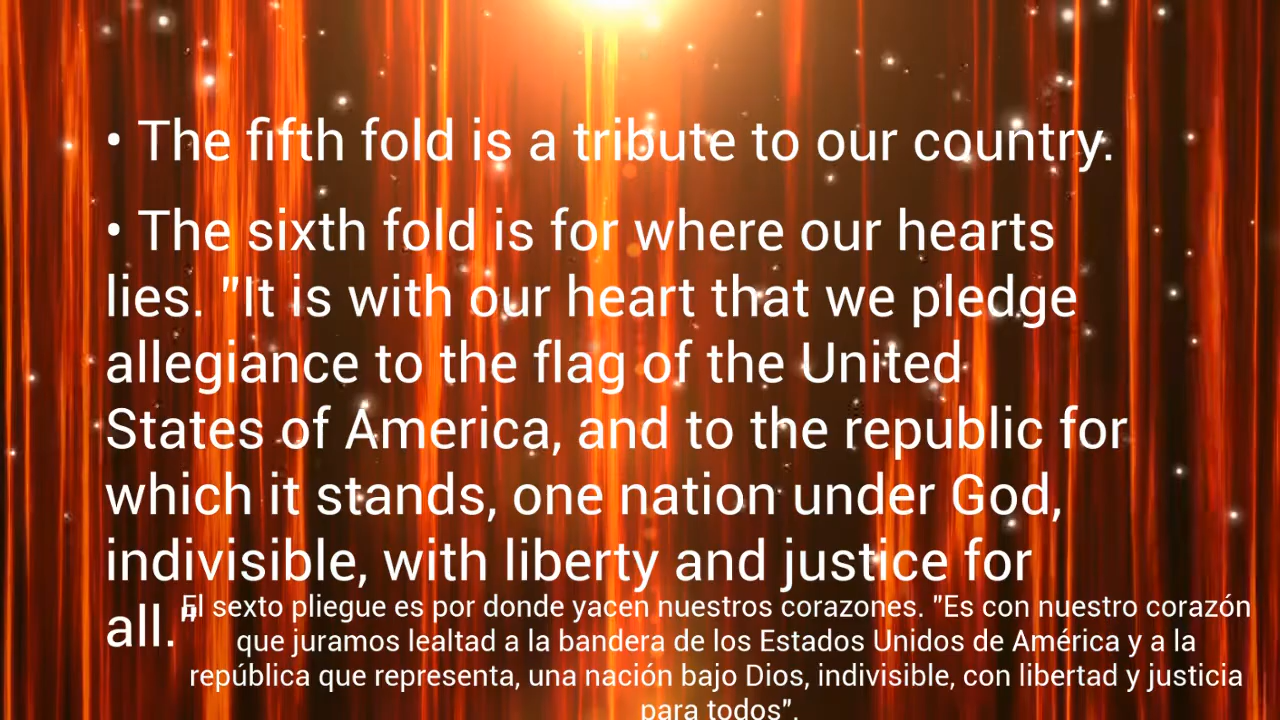 • The fifth fold is a tribute to our country.
• The sixth fold is for where our hearts
lies. "It is with our heart that we pledge
allegiance to the flag of the United
States of America, and to the republic for
which it stands, one nation under God,
indivisible, with liberty and justice for
all."
El sexto pliegue es por donde yacen nuestros corazones. "Es con nuestro corazón
que juramos lealtad a la bandera de los Estados Unidos de América y a la
república que representa, una nación bajo Dios, indivisible, con libertad y justicia
para todos".